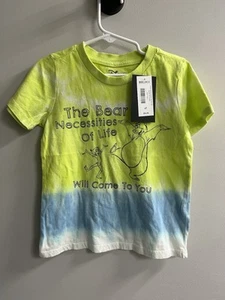 The Bear
Necessities
Of Life
Will Come To You